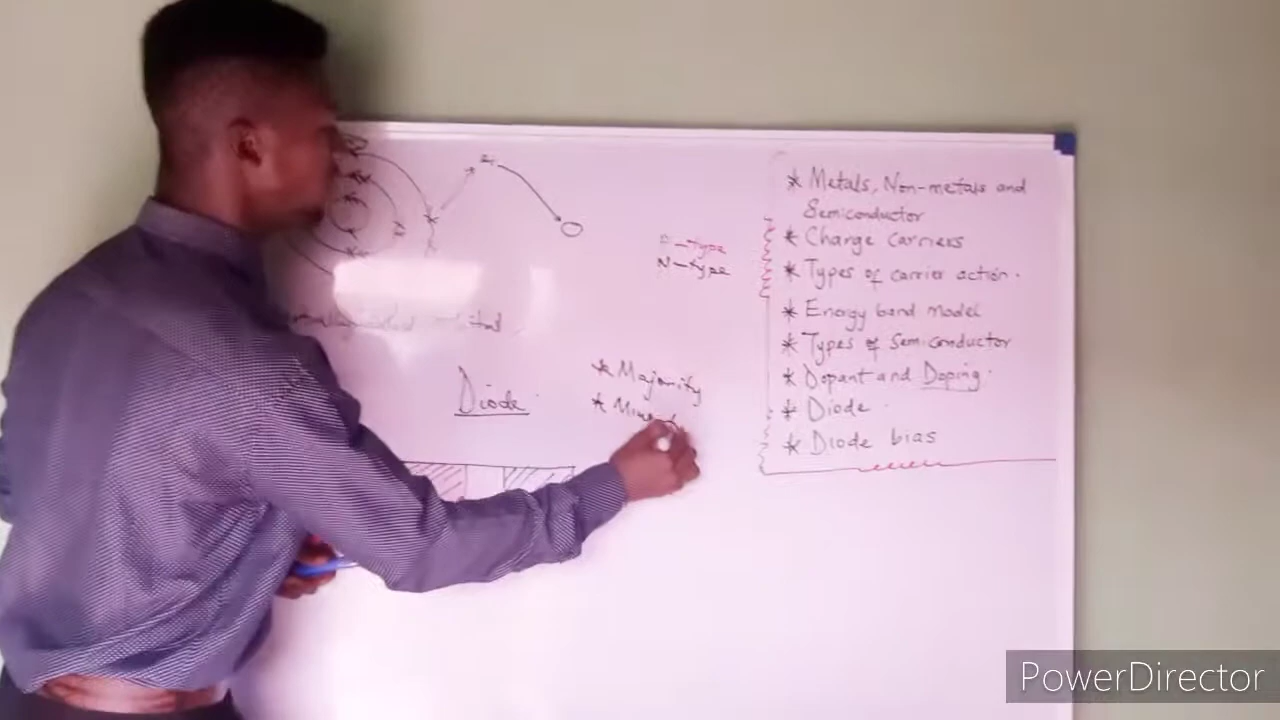 P-type
N-type
Diode
* Majority
* Mino
* Metals, Non-metals and
Semiconductor
* Charge carriers
* Types of carrier action.
* Energy band model
* Types of Semiconductor
* Dopant and Doping.
* Diode
* Diode bias
PowerDirector